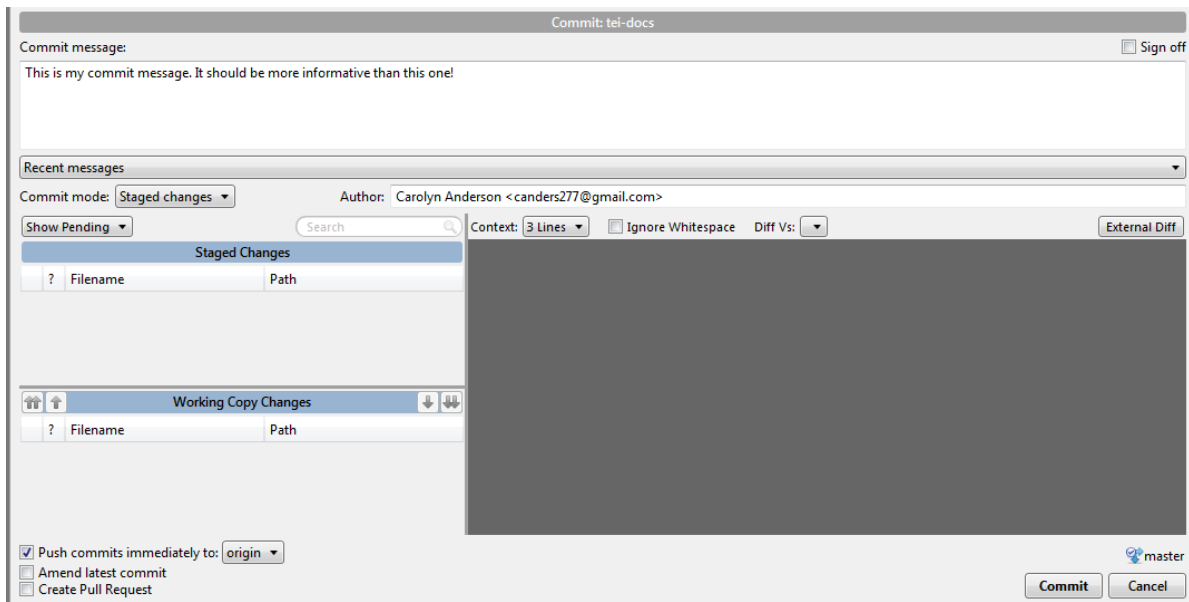 Commit: tei-docs
Commit message:
Sign off
This is my commit message. It should be more informative than this one!
Recent messages
Commit mode: Staged changes Author: Carolyn Anderson <canders277@gmail.com>
Show Pending Search Context: 3 Lines Ignore Whitespace Diff Vs: External Diff
Staged Changes
? Filename Path
Working Copy Changes
? Filename Path
Push commits immediately to: origin
master
Amend latest commit
Create Pull Request
Commit Cancel